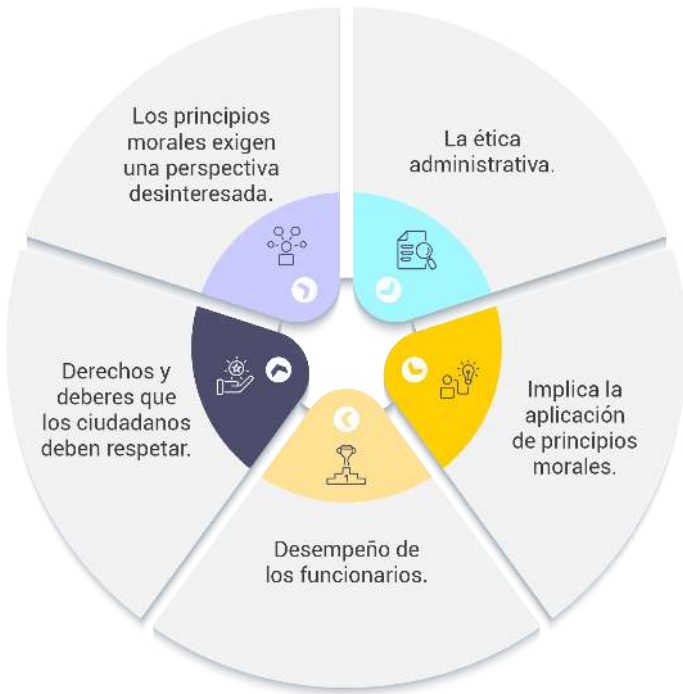 Los principios
morales exigen
una perspectiva
desinteresada.
La ética
administrativa.
Implica la
aplicación
de principios
morales.
Desempeño de
los funcionarios.
1
Derechos y
deberes que
los ciudadanos
deben respetar.